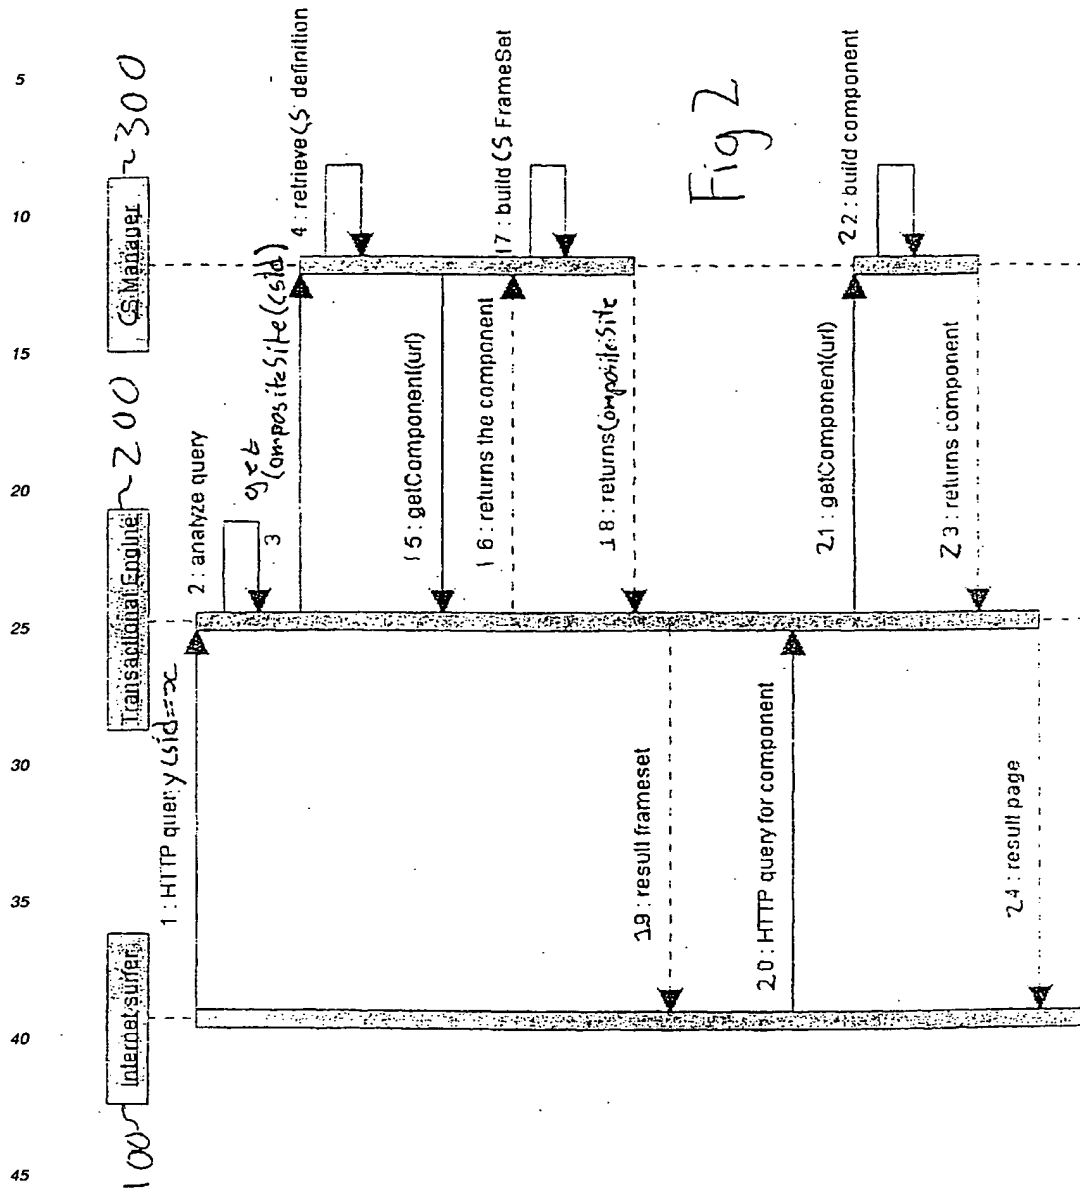 5
10
15
20
25
30
35
40
45
100
Internet surfer
Transactional Engine
~200
CS Manager
~300
1 : HTTP query csid==x
2 : analyze query
3
get
CompositeSite(csid)
4 : retrieve CS definition
15 : getComponent(url)
16 : returns the component
17 : build CS FrameSet
18 : returns CompositeSite
19 : result frameset
20 : HTTP query for component
21 : getComponent(url)
22 : build component
23 : returns component
24 : result page
Fig 2